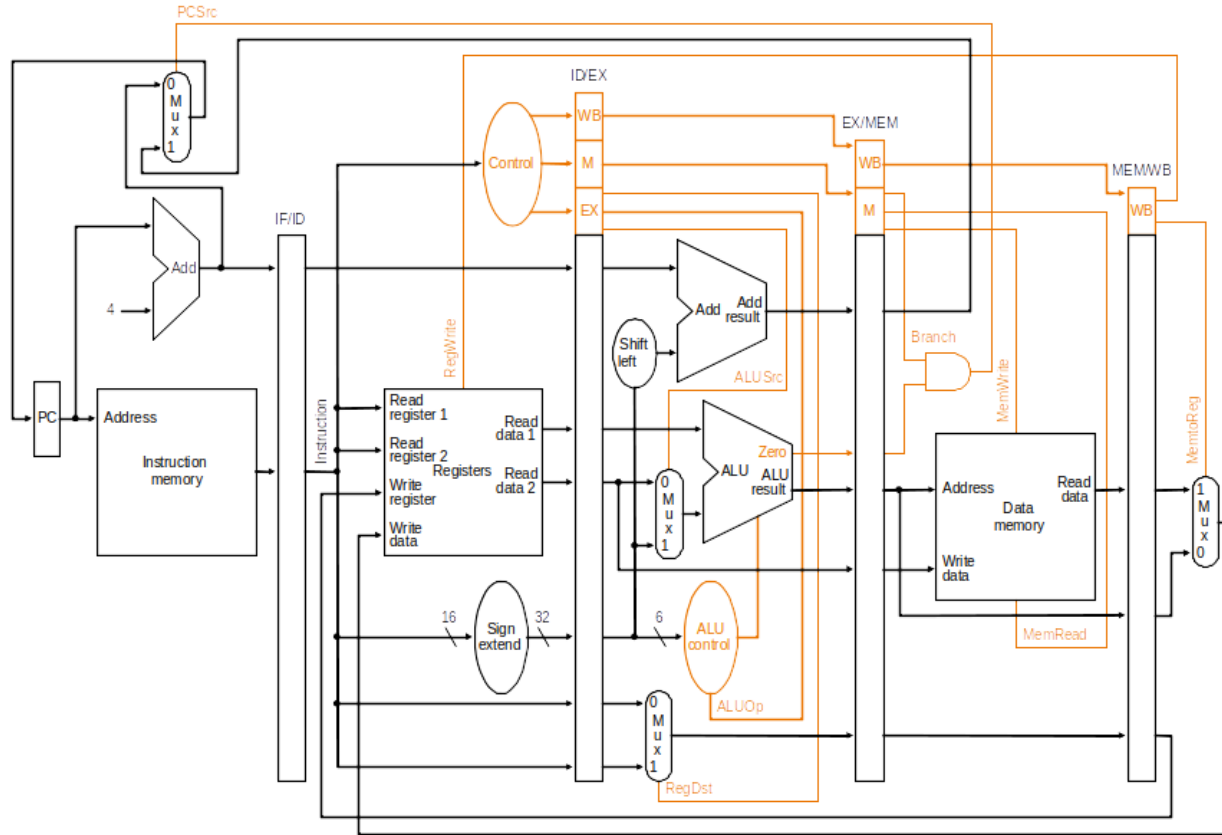 PCSrc
0
M
u
x
1
ID/EX
WB
M
EX
Control
EX/MEM
WB
M
MEM/WB
WB
IF/ID
Add
4
RegWrite
Add
Add
result
Shift
left
Branch
ALUSrc
MemWrite
MemtoReg
PC
Address
Instruction
memory
Instruction
Read
register 1
Read
register 2
Registers
Write
register
Write
data
Read
data 1
Read
data 2
0
M
u
x
1
Zero
ALU
ALU
result
Address
Read
data
Data
memory
Write
data
1
M
u
x
0
16
Sign
extend
32
6
ALU
control
MemRead
ALUOp
0
M
u
x
1
RegDst